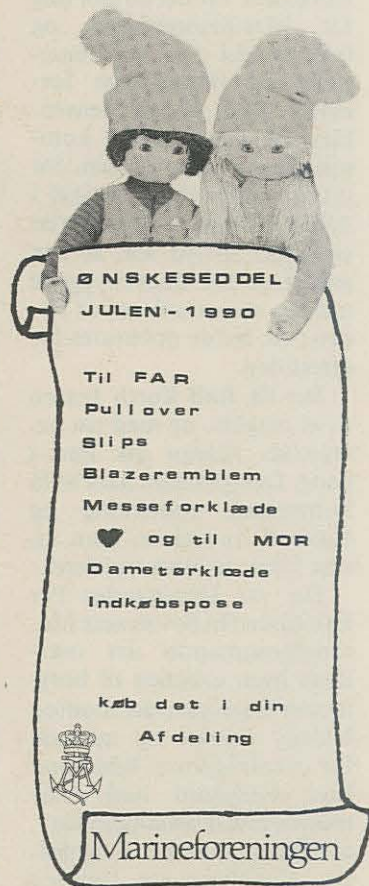 ØNSKESEDDEL
JULEN-1990
Til FAR
Pullover
Slips
Blazeremblem
Messeforklæde
♥ og til MOR
Dametørklæde
Indkøbspose
køb det i din
Afdeling
Marineforeningen